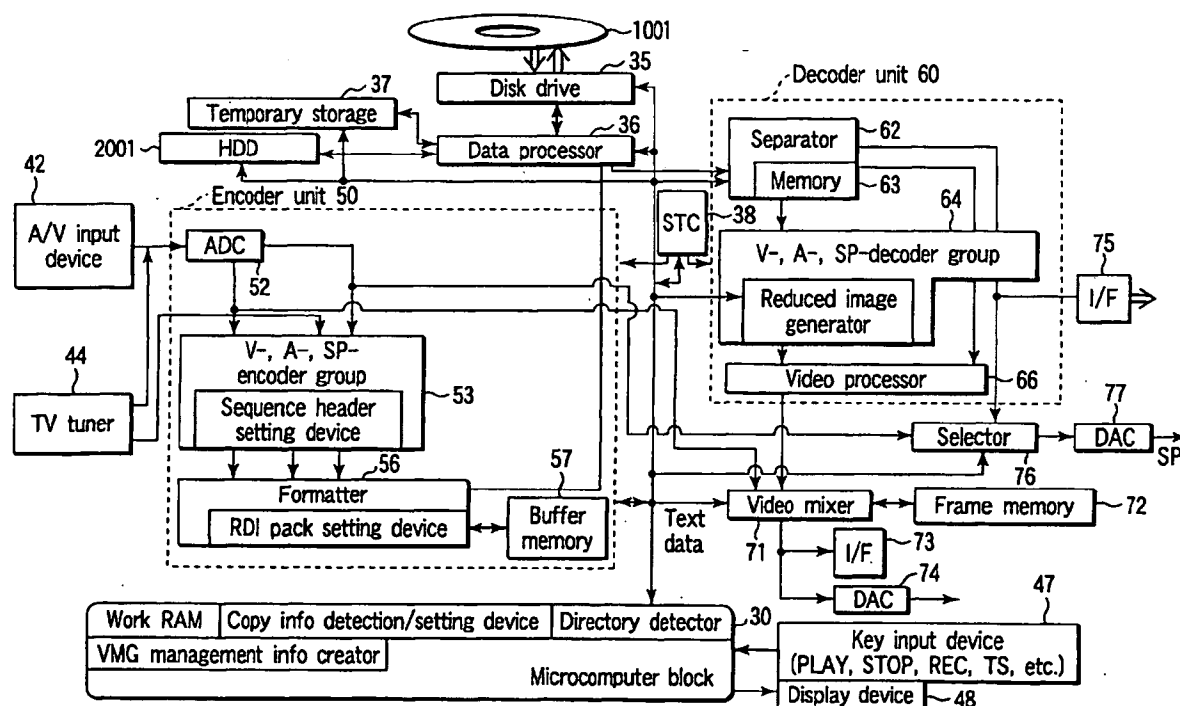 1001
35
Disk drive
Decoder unit 60
37
Temporary storage
36
2001
HDD
Data processor
62
Separator
Memory
63
42
A/V input
device
Encoder unit 50
ADC
52
STC
38
64
V-, A-, SP-decoder group
75
I/F
Reduced image
generator
44
TV tuner
V-, A-, SP-
encoder group
53
Sequence header
setting device
Video processor
66
77
Selector
76
DAC
SP
56
Formatter
57
RDI pack setting device
Buffer
memory
Text
data
Video mixer
71
Frame memory
72
73
I/F
74
DAC
47
Work RAM
Copy info detection/setting device
Directory detector
30
VMG management info creator
Microcomputer block
Key input device
(PLAY, STOP, REC, TS, etc.)
Display device
48